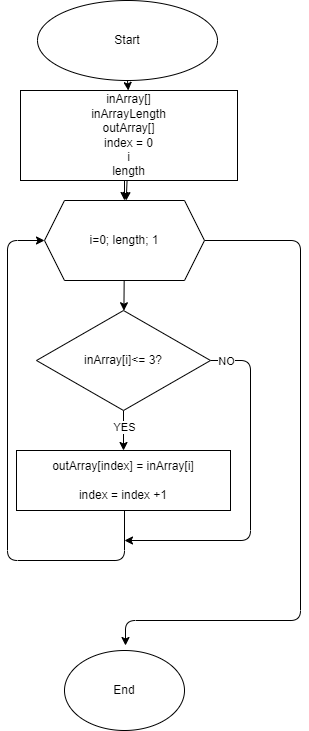 Start
inArray[]
inArrayLength
outArray[]
index = 0
i
length
i=0; length; 1
inArray[i]<= 3?
NO
YES
outArray[index] = inArray[i]
index = index +1
End